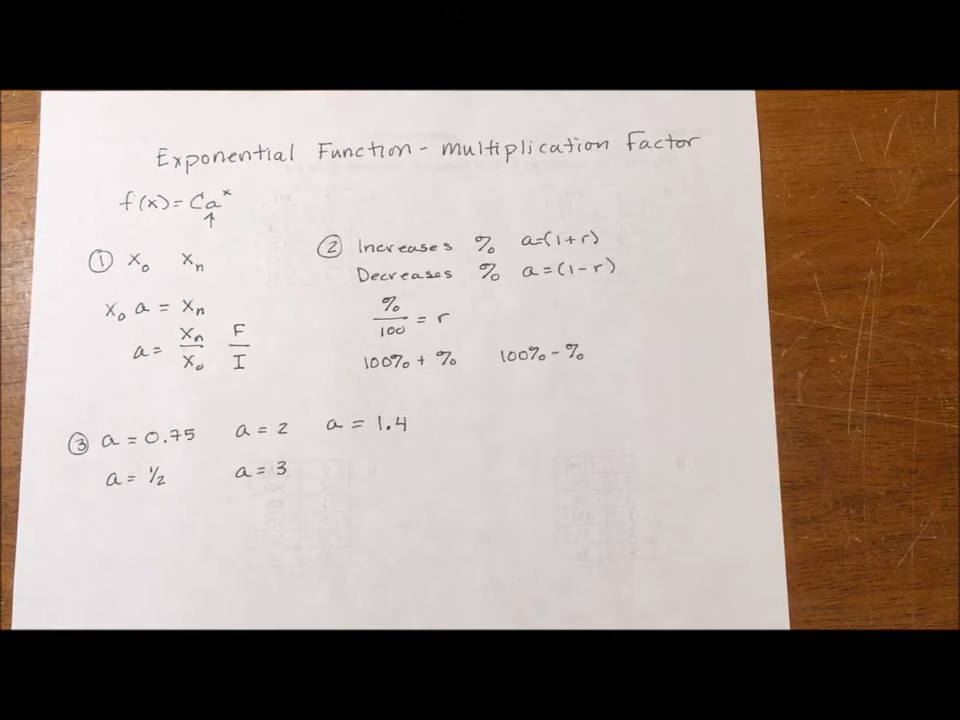 Exponential Function - multiplication Factor
f(x) = Ca^x
↑
① x₀ xₙ
x₀ a = xₙ
a = xₙ/x₀ F/I
② Increases % a=(1+r)
Decreases % a=(1-r)
%/100 = r
100% + % 100% - %
③ a = 0.75 a = 2 a = 1.4
a = 1/2 a = 3